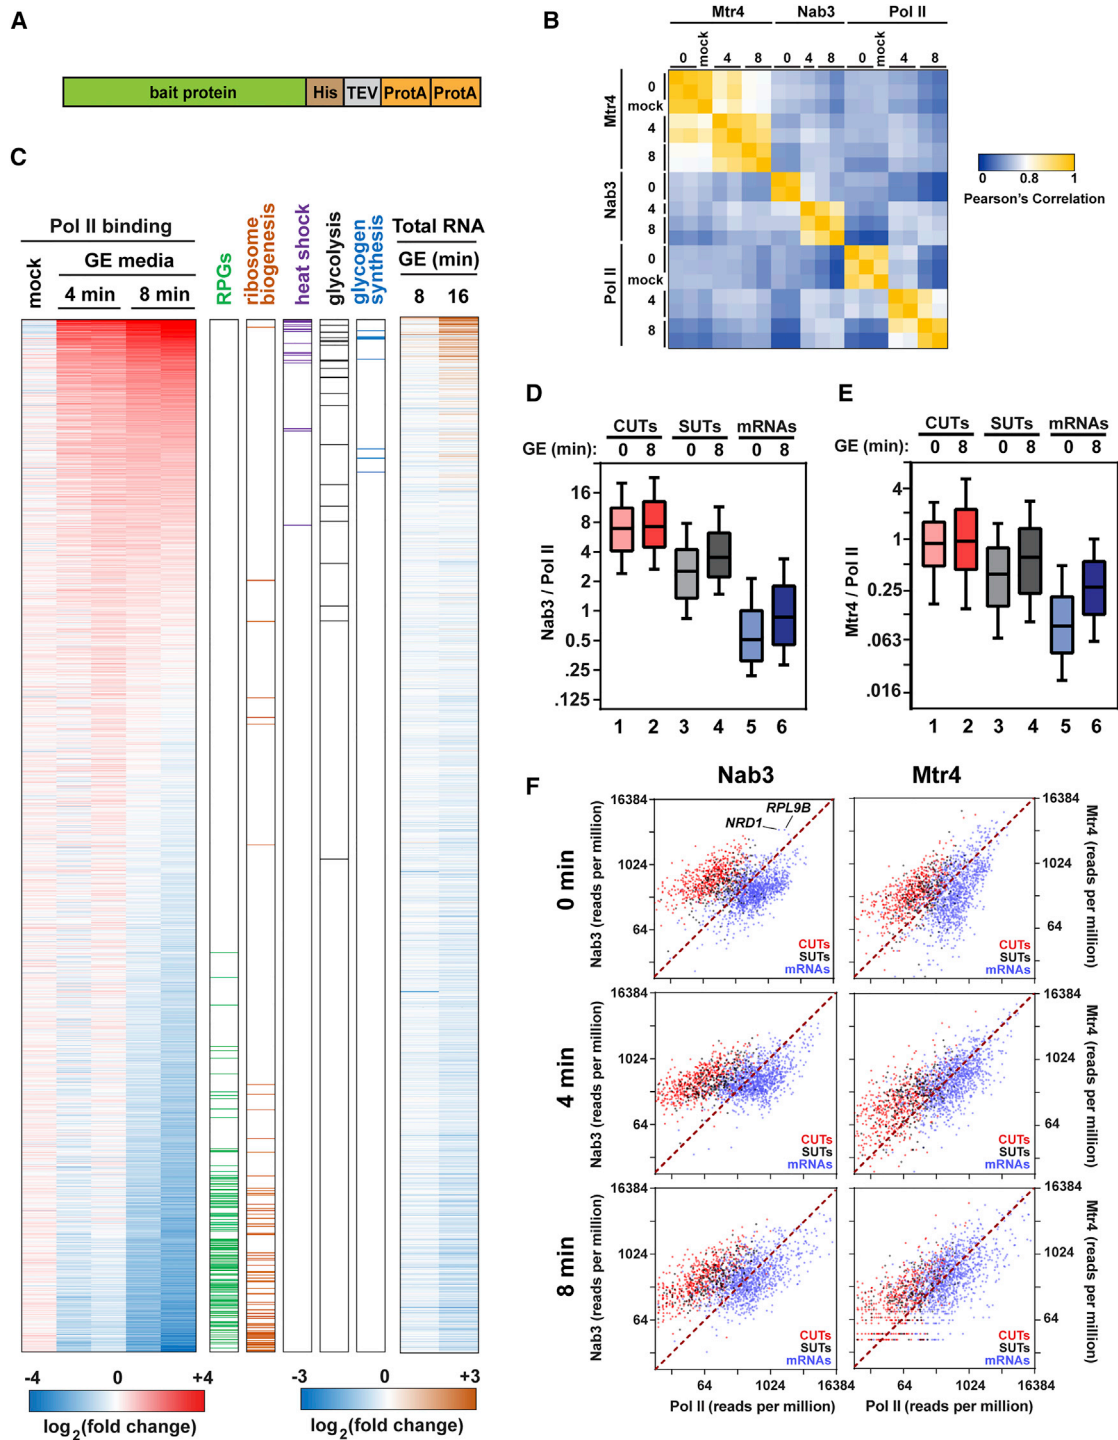 A
bait protein
His
TEV
ProtA
ProtA
B
Mtr4
Nab3
Pol II
0
mock
4
8
0
4
8
0
mock
4
8
Mtr4
0
mock
4
8
Nab3
0
4
8
Pol II
0
mock
4
8
0
0.8
1
Pearson's Correlation
C
Pol II binding
mock
GE media
4 min
8 min
RPGs
ribosome
biogenesis
heat shock
glycolysis
glycogen
synthesis
Total RNA
GE (min)
8
16
-4
0
+4
log2(fold change)
-3
0
+3
log2(fold change)
D
CUTs
SUTs
mRNAs
GE (min):
0
8
0
8
0
8
Nab3 / Pol II
16
8
4
2
1
0.5
0.25
.125
1
2
3
4
5
6
E
CUTs
SUTs
mRNAs
GE (min):
0
8
0
8
0
8
Mtr4 / Pol II
4
1
0.25
0.063
.016
1
2
3
4
5
6
F
Nab3
Mtr4
0 min
Nab3 (reads per million)
16384
1024
64
NRD1
RPL9B
CUTs
SUTs
mRNAs
CUTs
SUTs
mRNAs
16384
1024
64
Mtr4 (reads per million)
4 min
Nab3 (reads per million)
16384
1024
64
CUTs
SUTs
mRNAs
CUTs
SUTs
mRNAs
16384
1024
64
Mtr4 (reads per million)
8 min
Nab3 (reads per million)
16384
1024
64
CUTs
SUTs
mRNAs
CUTs
SUTs
mRNAs
16384
1024
64
Mtr4 (reads per million)
64
1024
16384
Pol II (reads per million)
64
1024
16384
Pol II (reads per million)